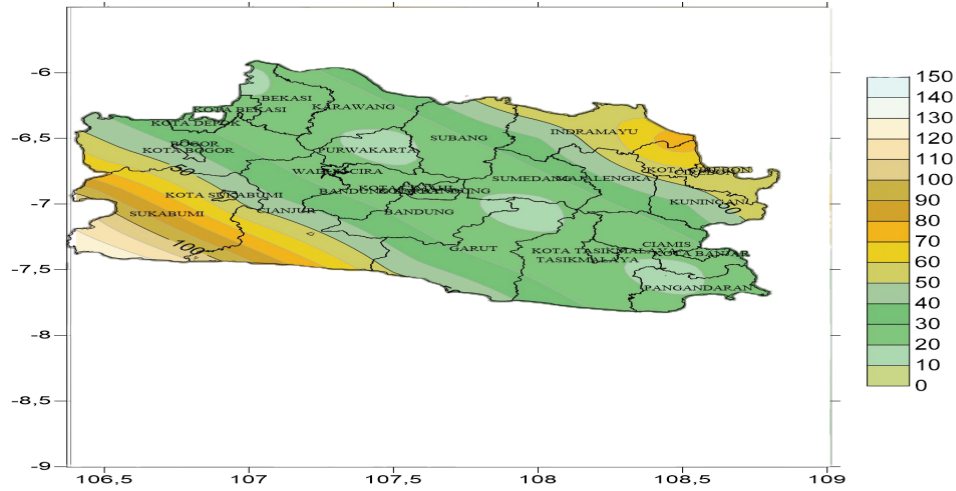 -6
-6,5
-7
-7,5
-8
-8,5
-9
106,5 107 107,5 108 108,5 109
BEKASI
KOTA BEKASI
KARAWANG
KOTA DEPOK
BOGOR
KOTA BOGOR
PURWAKARTA
SUBANG
INDRAMAYU
50
KOTA
SUMEDANG
KOTA SUKABUMI
SUKABUMI
CIANJUR
BANDUNG
KUNINGAN
50
100
GARUT
KOTA TASIKMALAYA
TASIKMALAYA
CIAMIS
KOTA BANJAR
PANGANDARAN
150
140
130
120
110
100
90
80
70
60
50
40
30
20
10
0